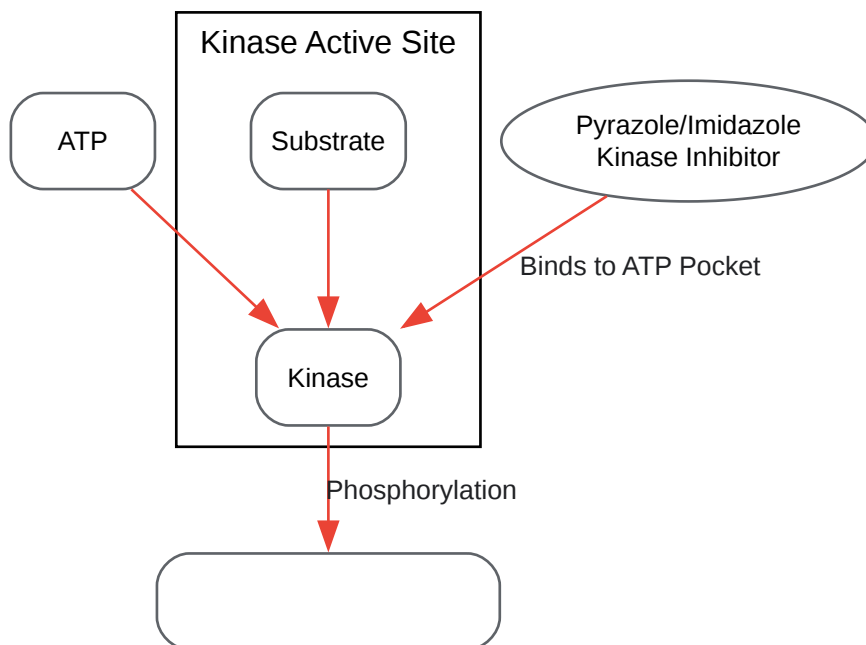 Kinase Active Site
ATP
Substrate
Pyrazole/Imidazole
Kinase Inhibitor
Binds to ATP Pocket
Kinase
Phosphorylation